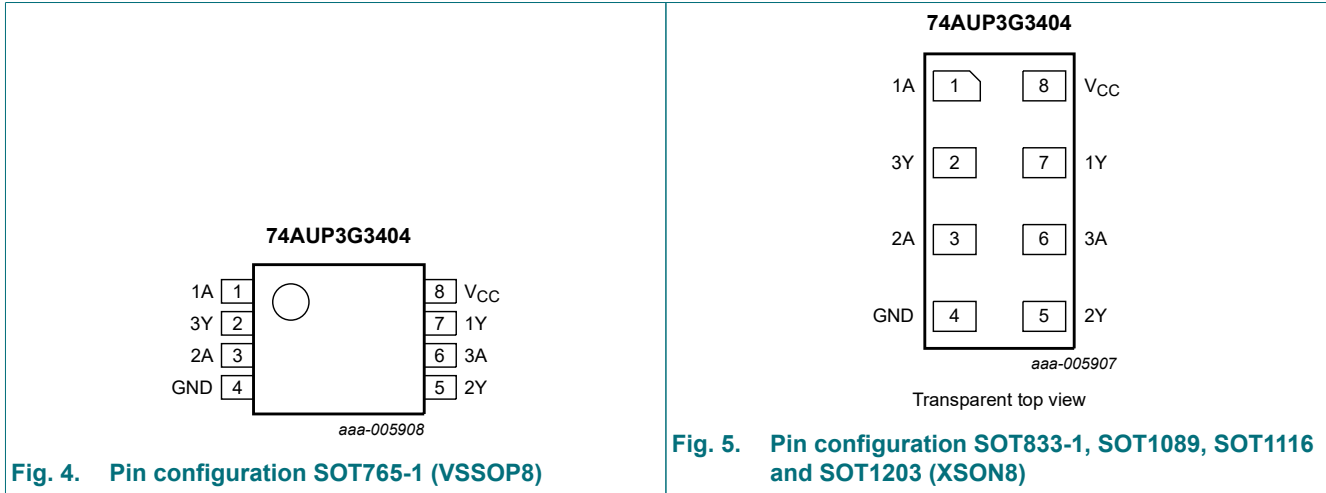 74AUP3G3404
1A 1 8 VCC
3Y 2 7 1Y
2A 3 6 3A
GND 4 5 2Y
aaa-005908
Fig. 4. Pin configuration SOT765-1 (VSSOP8)
74AUP3G3404
1A 1 8 VCC
3Y 2 7 1Y
2A 3 6 3A
GND 4 5 2Y
aaa-005907
Transparent top view
Fig. 5. Pin configuration SOT833-1, SOT1089, SOT1116
and SOT1203 (XSON8)